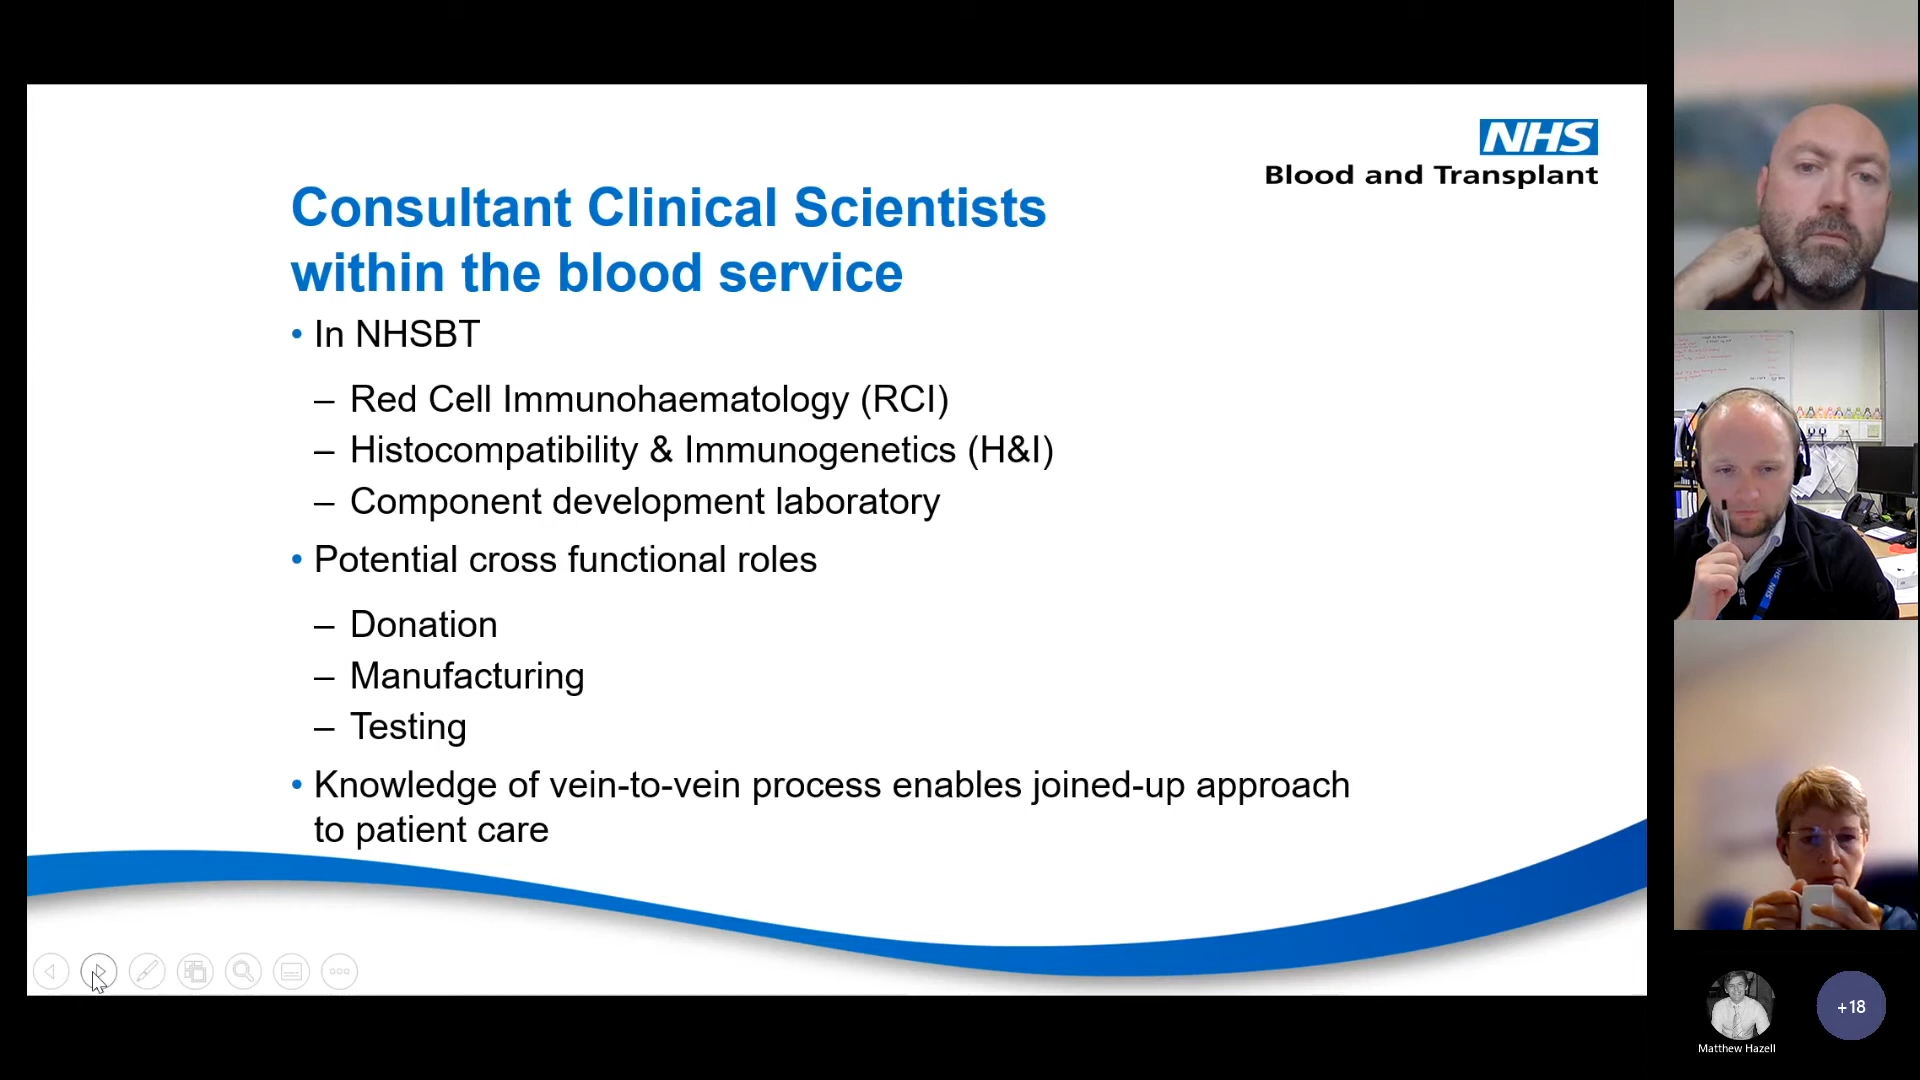 NHS
Blood and Transplant
Consultant Clinical Scientists
within the blood service
• In NHSBT
– Red Cell Immunohaematology (RCI)
– Histocompatibility & Immunogenetics (H&I)
– Component development laboratory
• Potential cross functional roles
– Donation
– Manufacturing
– Testing
• Knowledge of vein-to-vein process enables joined-up approach
to patient care
NHS
+18
Matthew Hazell